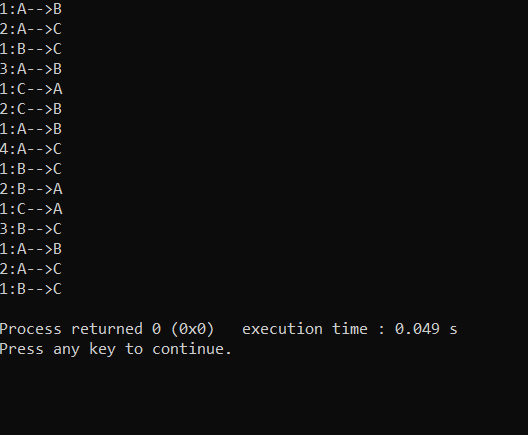 1:A-->B
2:A-->C
1:B-->C
3:A-->B
1:C-->A
2:C-->B
1:A-->B
4:A-->C
1:B-->C
2:B-->A
1:C-->A
3:B-->C
1:A-->B
2:A-->C
1:B-->C

Process returned 0 (0x0)   execution time : 0.049 s
Press any key to continue.